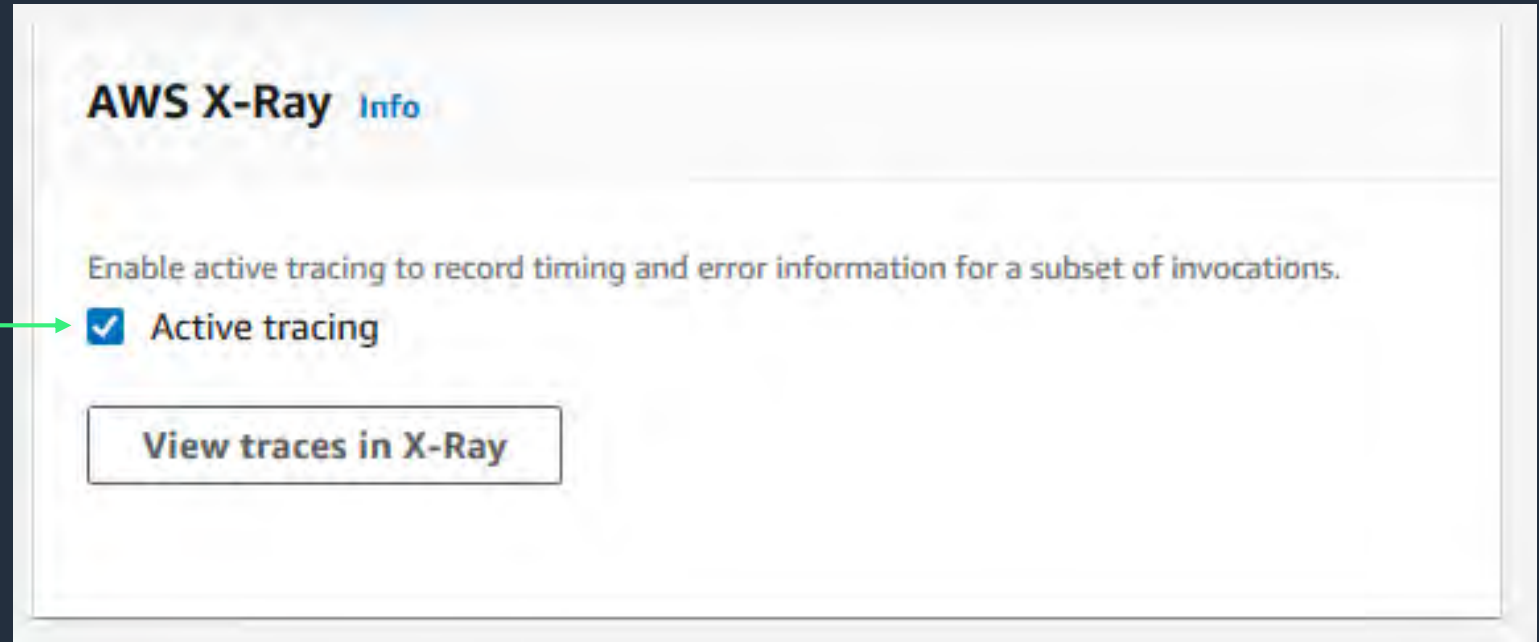 AWS X-Ray Info
Enable active tracing to record timing and error information for a subset of invocations.
Active tracing
View traces in X-Ray